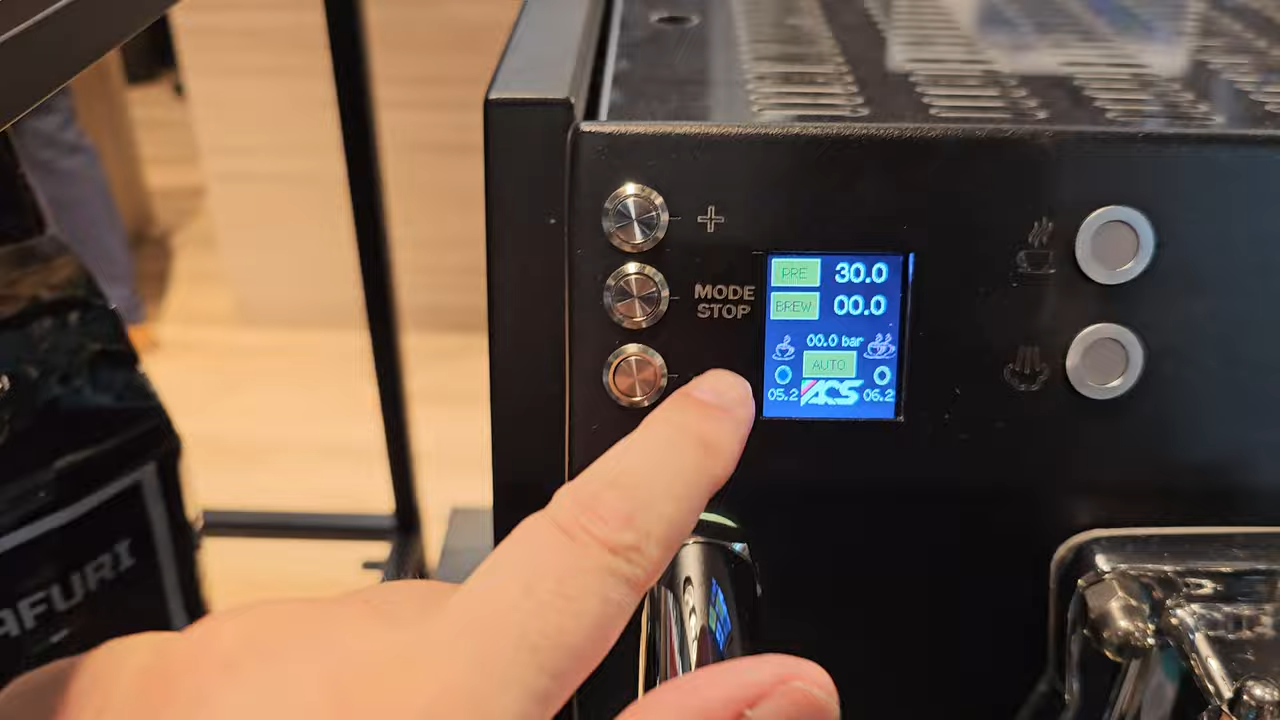 +
MODE
STOP
PRE 30.0
BREW 00.0
00.0 bar
AUTO
05.2 ACS 06.2
AFURI